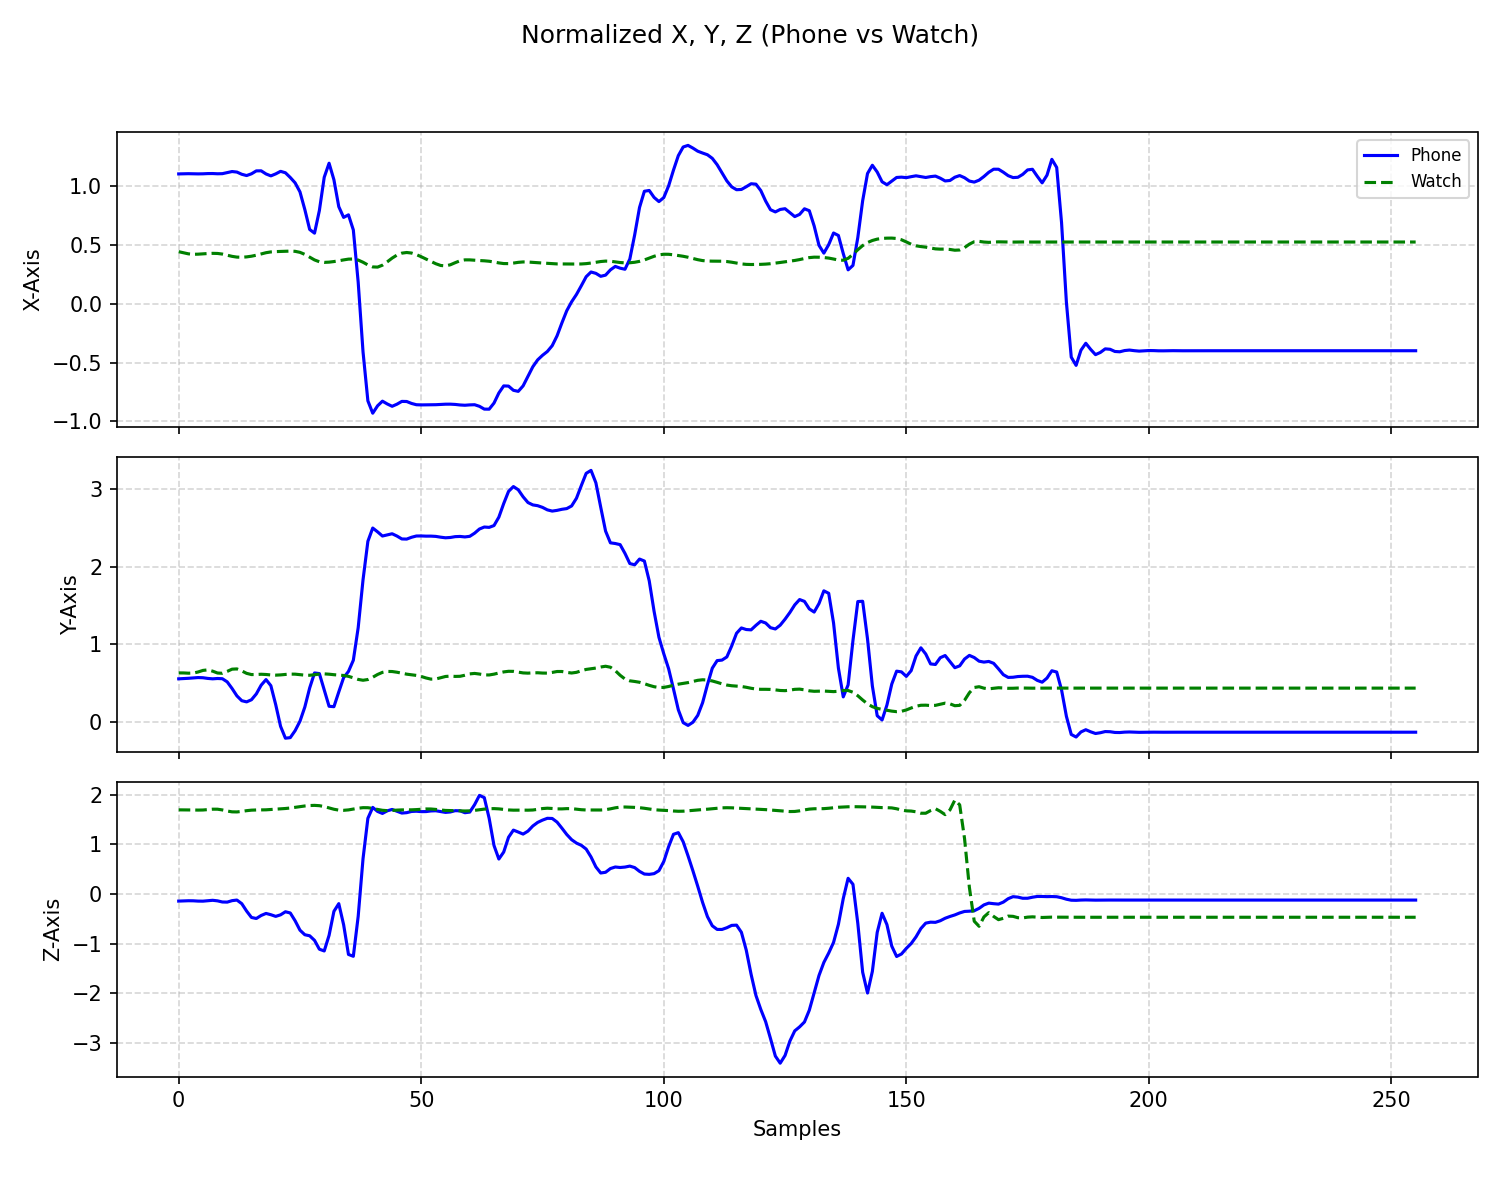 Normalized X, Y, Z (Phone vs Watch)
Phone
Watch
X-Axis
1.0
0.5
0.0
−0.5
−1.0
Y-Axis
3
2
1
0
Z-Axis
2
1
0
−1
−2
−3
0 50 100 150 200 250
Samples